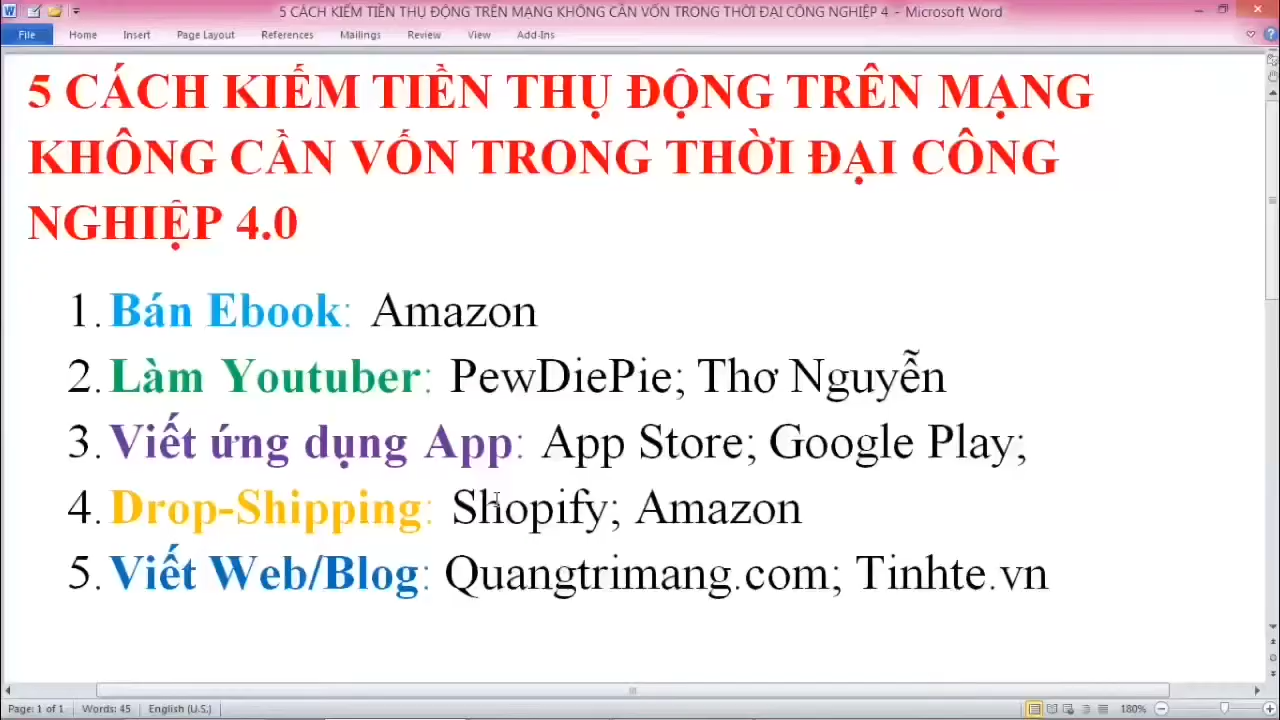 5 CÁCH KIẾM TIỀN THỤ ĐỘNG TRÊN MẠNG KHÔNG CẦN VỐN TRONG THỜI ĐẠI CÔNG NGHIỆP 4 - Microsoft Word
File Home Insert Page Layout References Mailings Review View Add-Ins
5 CÁCH KIẾM TIỀN THỤ ĐỘNG TRÊN MẠNG
KHÔNG CẦN VỐN TRONG THỜI ĐẠI CÔNG
NGHIỆP 4.0
1. Bán Ebook: Amazon
2. Làm Youtuber: PewDiePie; Thơ Nguyễn
3. Viết ứng dụng App: App Store; Google Play;
4. Drop-Shipping: Shopify; Amazon
5. Viết Web/Blog: Quangtrimang.com; Tinhte.vn
Page: 1 of 1 Words: 45 English (U.S.) 180%